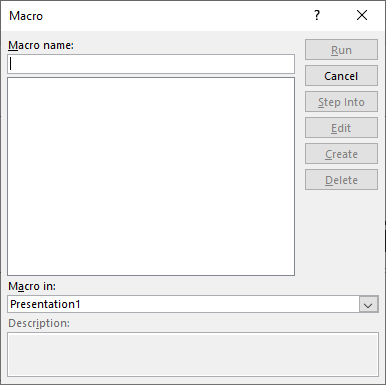 Macro
?
Macro name:
Run
Cancel
Step Into
Edit
Create
Delete
Macro in:
Presentation1
Description: